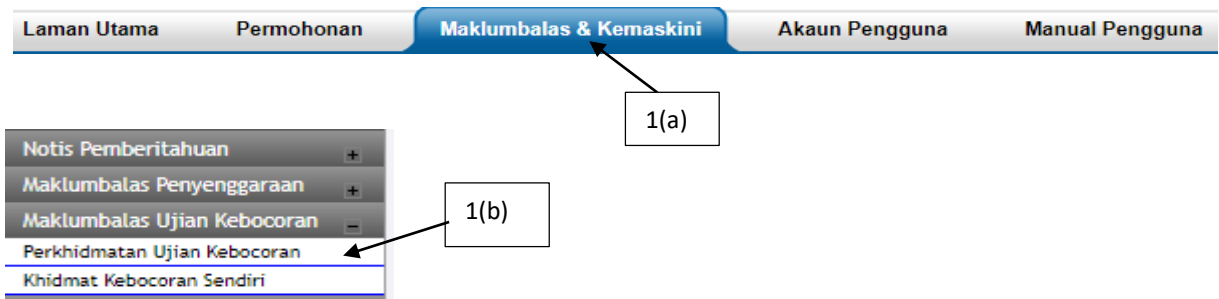 Laman Utama Permohonan Maklumbalas & Kemaskini Akaun Pengguna Manual Pengguna
1(a)
Notis Pemberitahuan +
Maklumbalas Penyenggaraan +
Maklumbalas Ujian Kebocoran -
1(b)
Perkhidmatan Ujian Kebocoran
Khidmat Kebocoran Sendiri